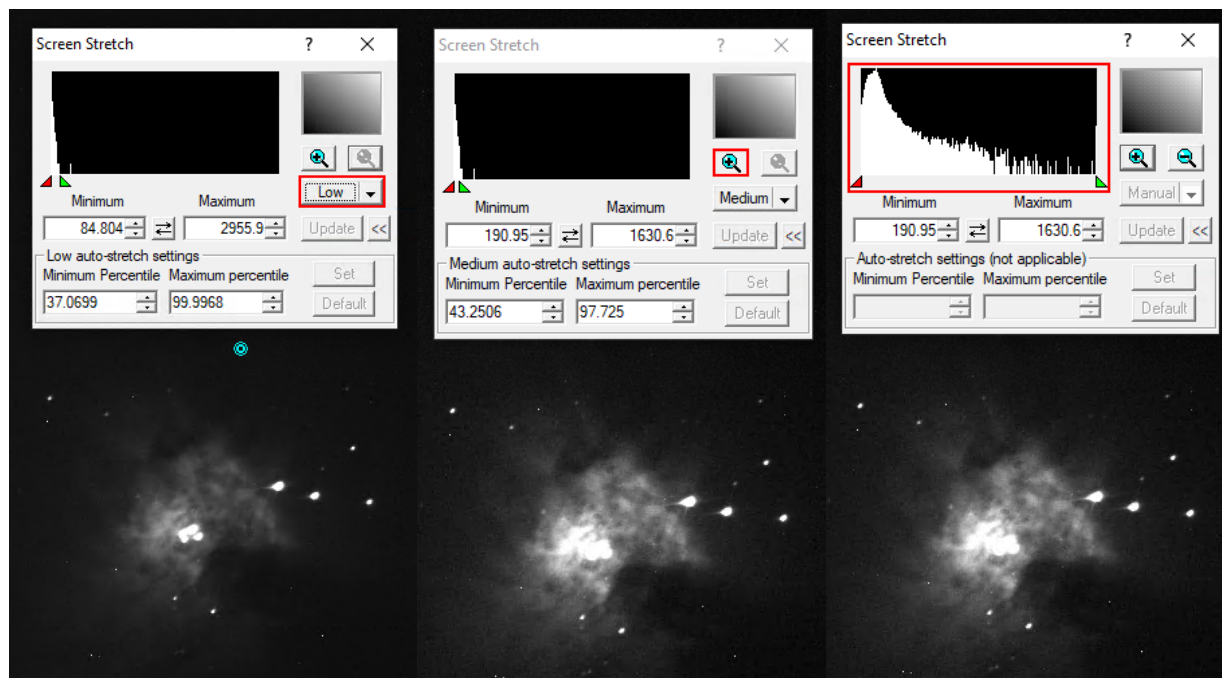 Screen Stretch ?
Low
Minimum Maximum
84.804 2955.9 Update <<
Low auto-stretch settings
Minimum Percentile Maximum percentile Set
37.0699 99.9968 Default
Screen Stretch ?
Medium
Minimum Maximum
190.95 1630.6 Update <<
Medium auto-stretch settings
Minimum Percentile Maximum percentile Set
43.2506 97.725 Default
Screen Stretch ?
Manual
Minimum Maximum
190.95 1630.6 Update <<
Auto-stretch settings (not applicable)
Minimum Percentile Maximum percentile Set
Default